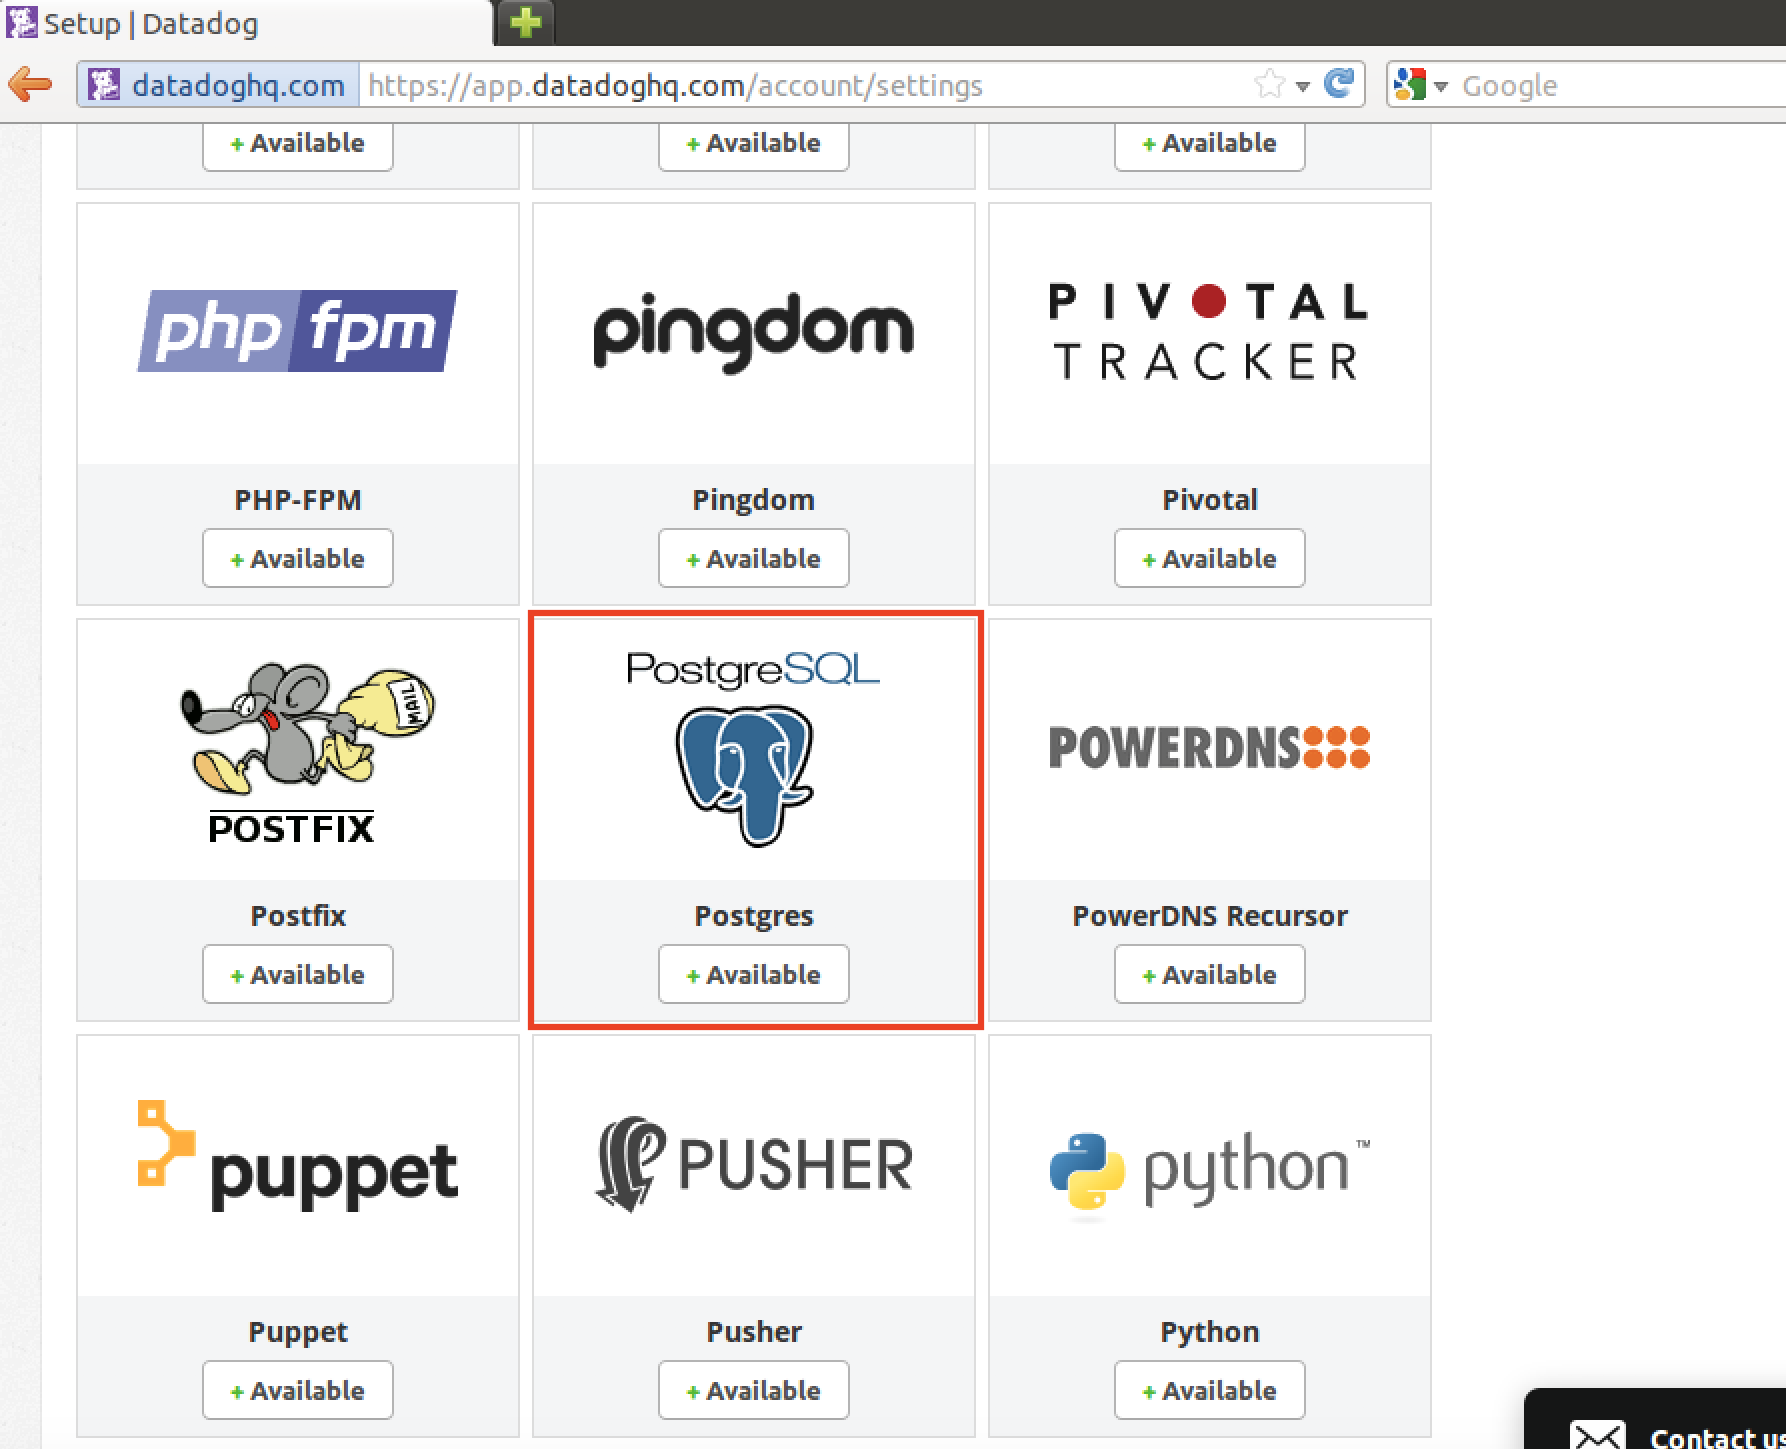 Setup | Datadog
datadoghq.com https://app.datadoghq.com/account/settings Google
+ Available + Available + Available
php fpm pingdom PIVOTAL
TRACKER
PHP-FPM Pingdom Pivotal
+ Available + Available + Available
PostgreSQL
MAIL
POWERDNS
POSTFIX
Postfix Postgres PowerDNS Recursor
+ Available + Available + Available
puppet PUSHER python™
Puppet Pusher Python
+ Available + Available + Available
Contact us